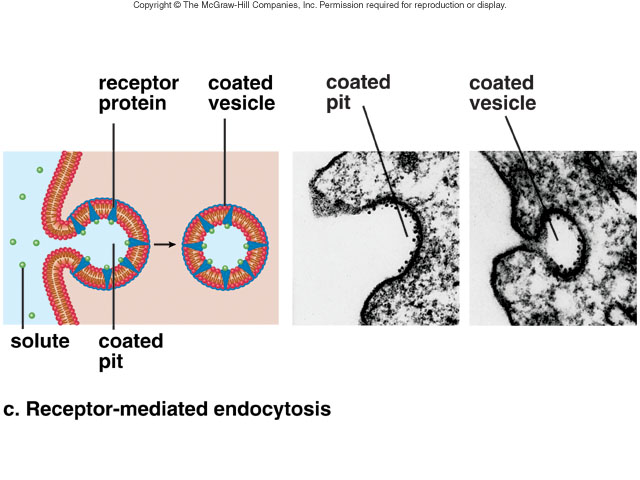 Copyright © The McGraw-Hill Companies, Inc. Permission required for reproduction or display.
receptor
protein
coated
vesicle
coated
pit
coated
vesicle
solute
coated
pit
c. Receptor-mediated endocytosis